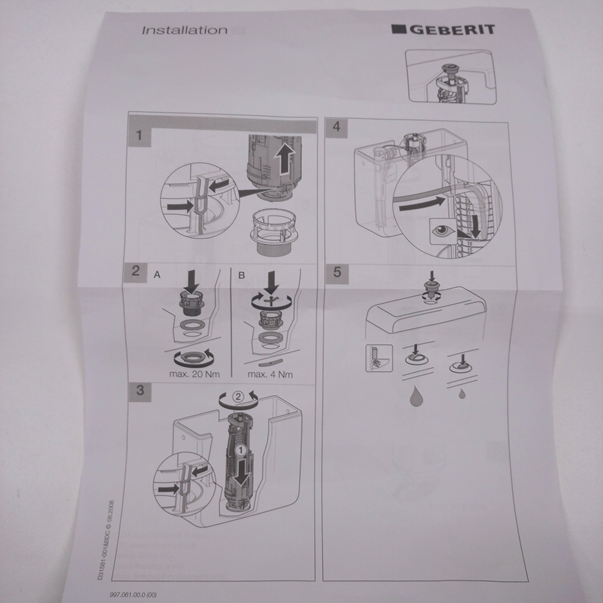 Installation
GEBERIT
1
4
2
A
B
5
max. 20 Nm
max. 4 Nm
3
2
1
997.061.00.0 (00)